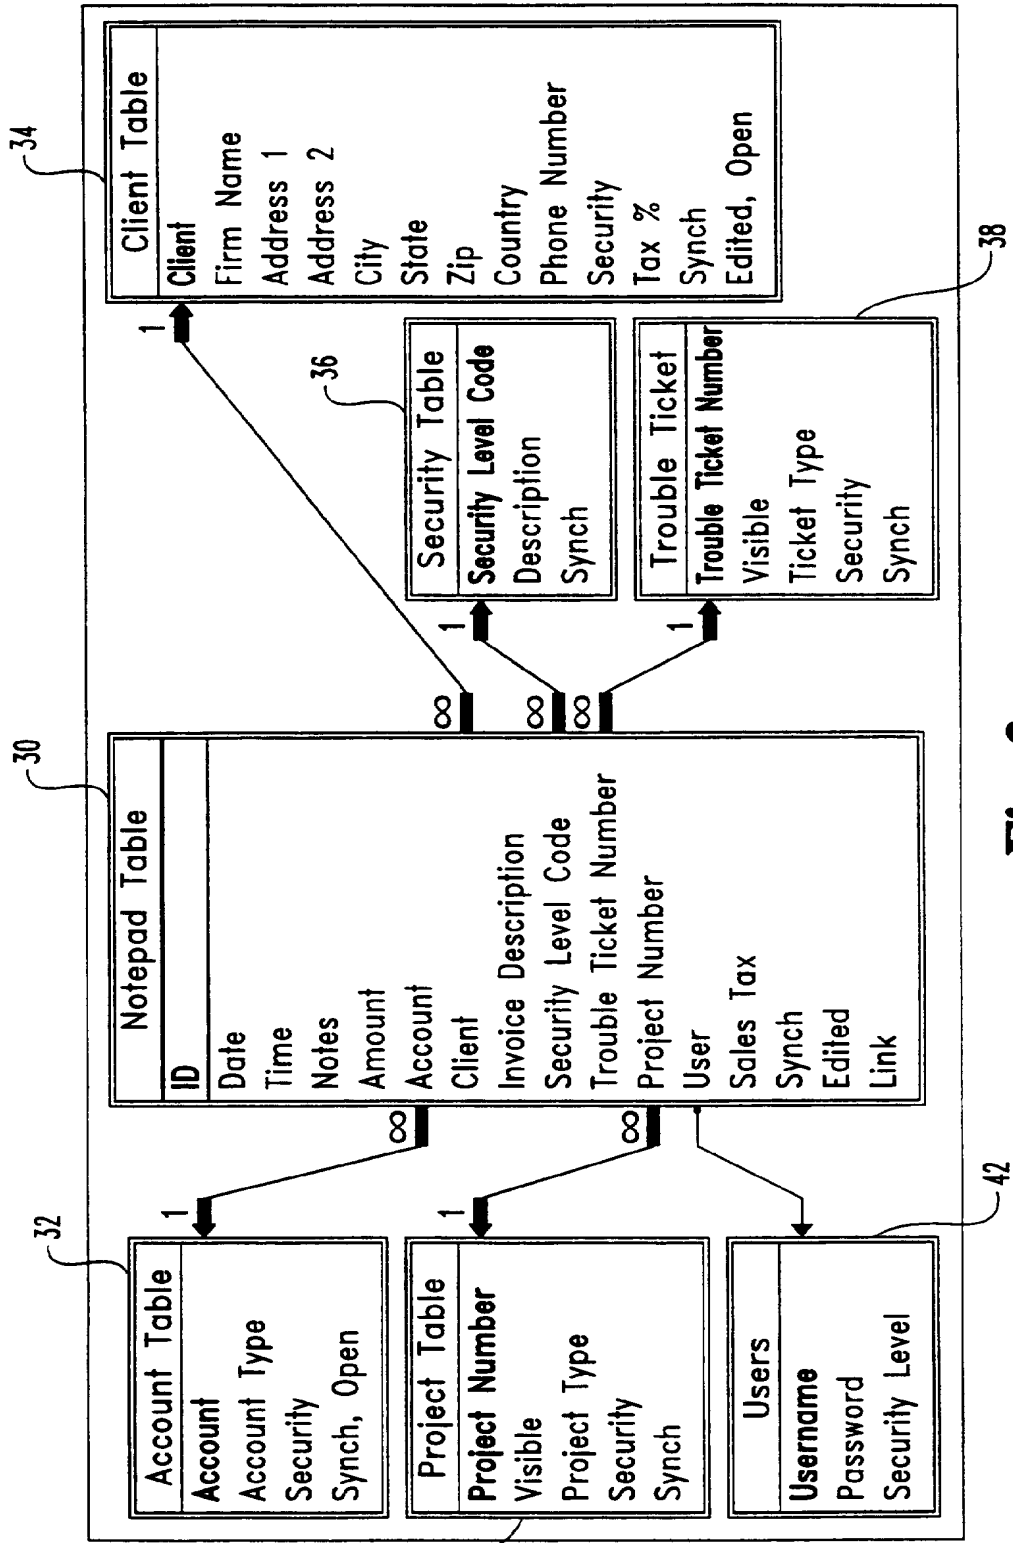 32
Account Table
Account
Account Type
Security
Synch, Open
1
∞
Project Table
Project Number
Visible
Project Type
Security
Synch
1
∞
Users
Username
Password
Security Level
42
30
Notepad Table
ID
Date
Time
Notes
Amount
Account
Client
Invoice Description
Security Level Code
Trouble Ticket Number
Project Number
User
Sales Tax
Synch
Edited
Link
∞
∞
∞
34
Client Table
Client
Firm Name
Address 1
Address 2
City
State
Zip
Country
Phone Number
Security
Tax %
Synch
Edited, Open
1
36
Security Table
Security Level Code
Description
Synch
1
Trouble Ticket
Trouble Ticket Number
Visible
Ticket Type
Security
Synch
1
38